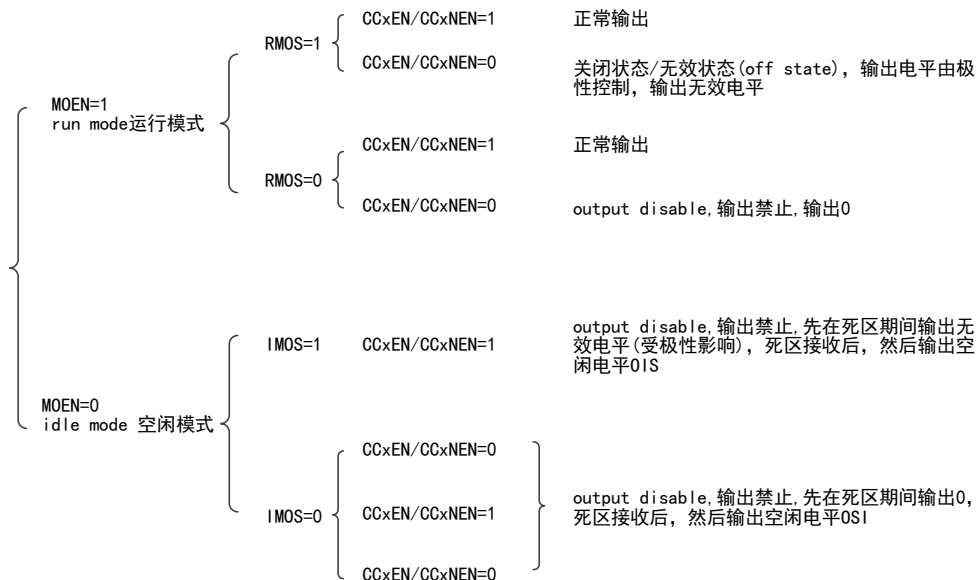 CCxEN/CCxNEN=1 正常输出
RMOS=1
CCxEN/CCxNEN=0 关闭状态/无效状态(off state), 输出电平由极
性控制, 输出无效电平
MOEN=1
run mode运行模式
CCxEN/CCxNEN=1 正常输出
RMOS=0
CCxEN/CCxNEN=0 output disable,输出禁止,输出0
output disable,输出禁止,先在死区期间输出无
IMOS=1 CCxEN/CCxNEN=1 效电平(受极性影响), 死区接收后, 然后输出空
闲电平OIS
MOEN=0
idle mode 空闲模式
CCxEN/CCxNEN=0
output disable,输出禁止,先在死区期间输出0,
IMOS=0 CCxEN/CCxNEN=1 死区接收后, 然后输出空闲电平OSI
CCxEN/CCxNEN=0